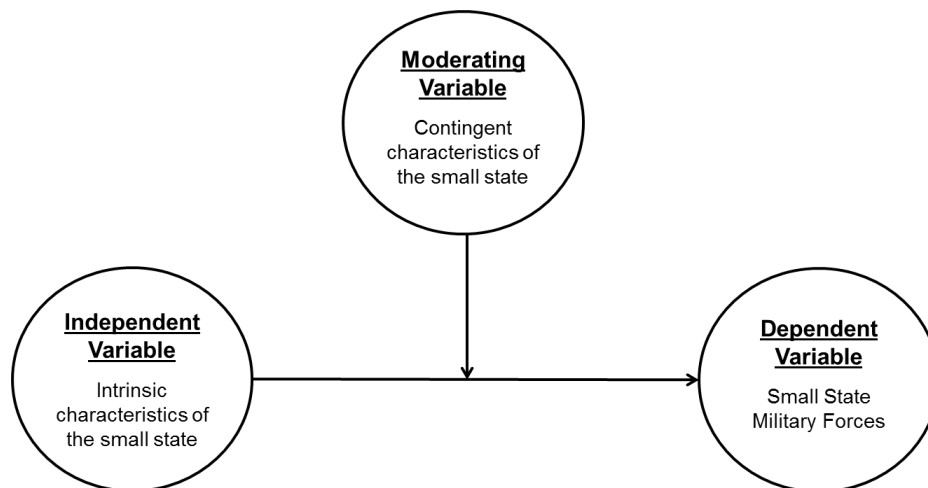 Moderating
Variable
Contingent
characteristics of
the small state
Independent
Variable
Intrinsic
characteristics of
the small state
Dependent
Variable
Small State
Military Forces